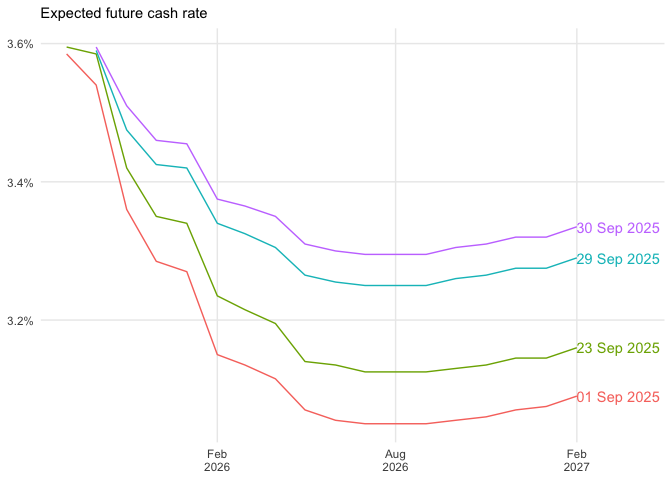 Expected future cash rate
3.6%
3.4%
3.2%
30 Sep 2025
29 Sep 2025
23 Sep 2025
01 Sep 2025
Feb
2026
Aug
2026
Feb
2027